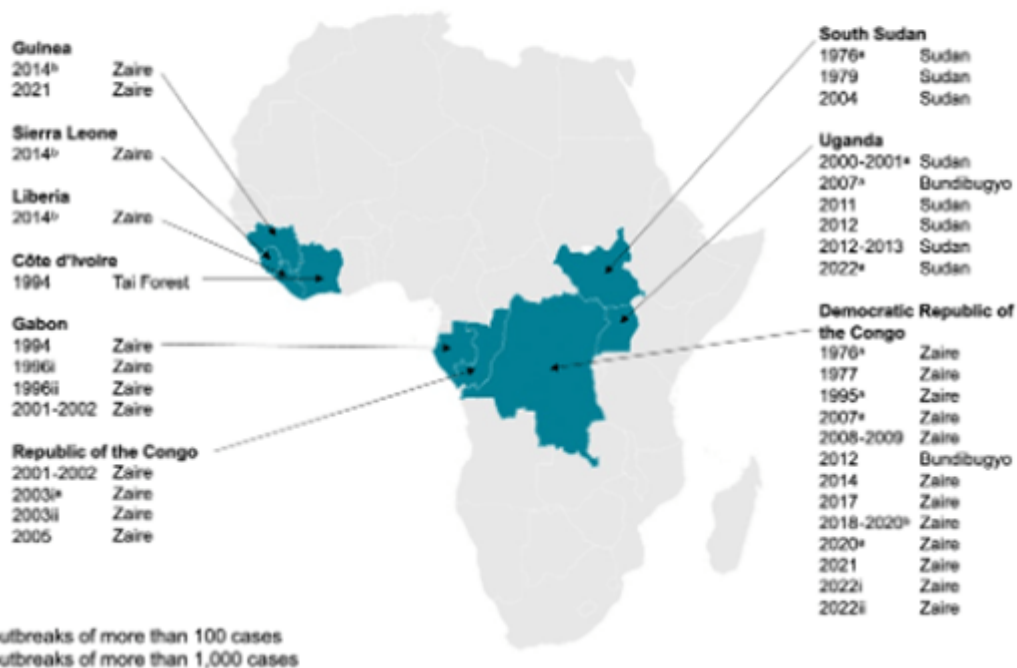 Guinea
2014ᵇ Zaire
2021 Zaire
Sierra Leone
2014ᵇ Zaire
Liberia
2014ᵇ Zaire
Côte d'Ivoire
1994 Tai Forest
Gabon
1994 Zaire
1996i Zaire
1996ii Zaire
2001-2002 Zaire
Republic of the Congo
2001-2002 Zaire
2003iᵃ Zaire
2003ii Zaire
2005 Zaire
South Sudan
1976ᵃ Sudan
1979 Sudan
2004 Sudan
Uganda
2000-2001ᵃ Sudan
2007ᵃ Bundibugyo
2011 Sudan
2012 Sudan
2012-2013 Sudan
2022ᵃ Sudan
Democratic Republic of
the Congo
1976ᵃ Zaire
1977 Zaire
1995ᵃ Zaire
2007ᵃ Zaire
2008-2009 Zaire
2012 Bundibugyo
2014 Zaire
2017 Zaire
2018-2020ᵇ Zaire
2020ᵃ Zaire
2021 Zaire
2022i Zaire
2022ii Zaire
utbreaks of more than 100 cases
utbreaks of more than 1,000 cases